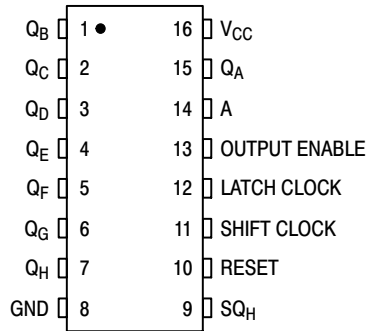 QB 1 16 VCC
QC 2 15 QA
QD 3 14 A
QE 4 13 OUTPUT ENABLE
QF 5 12 LATCH CLOCK
QG 6 11 SHIFT CLOCK
QH 7 10 RESET
GND 8 9 SQH